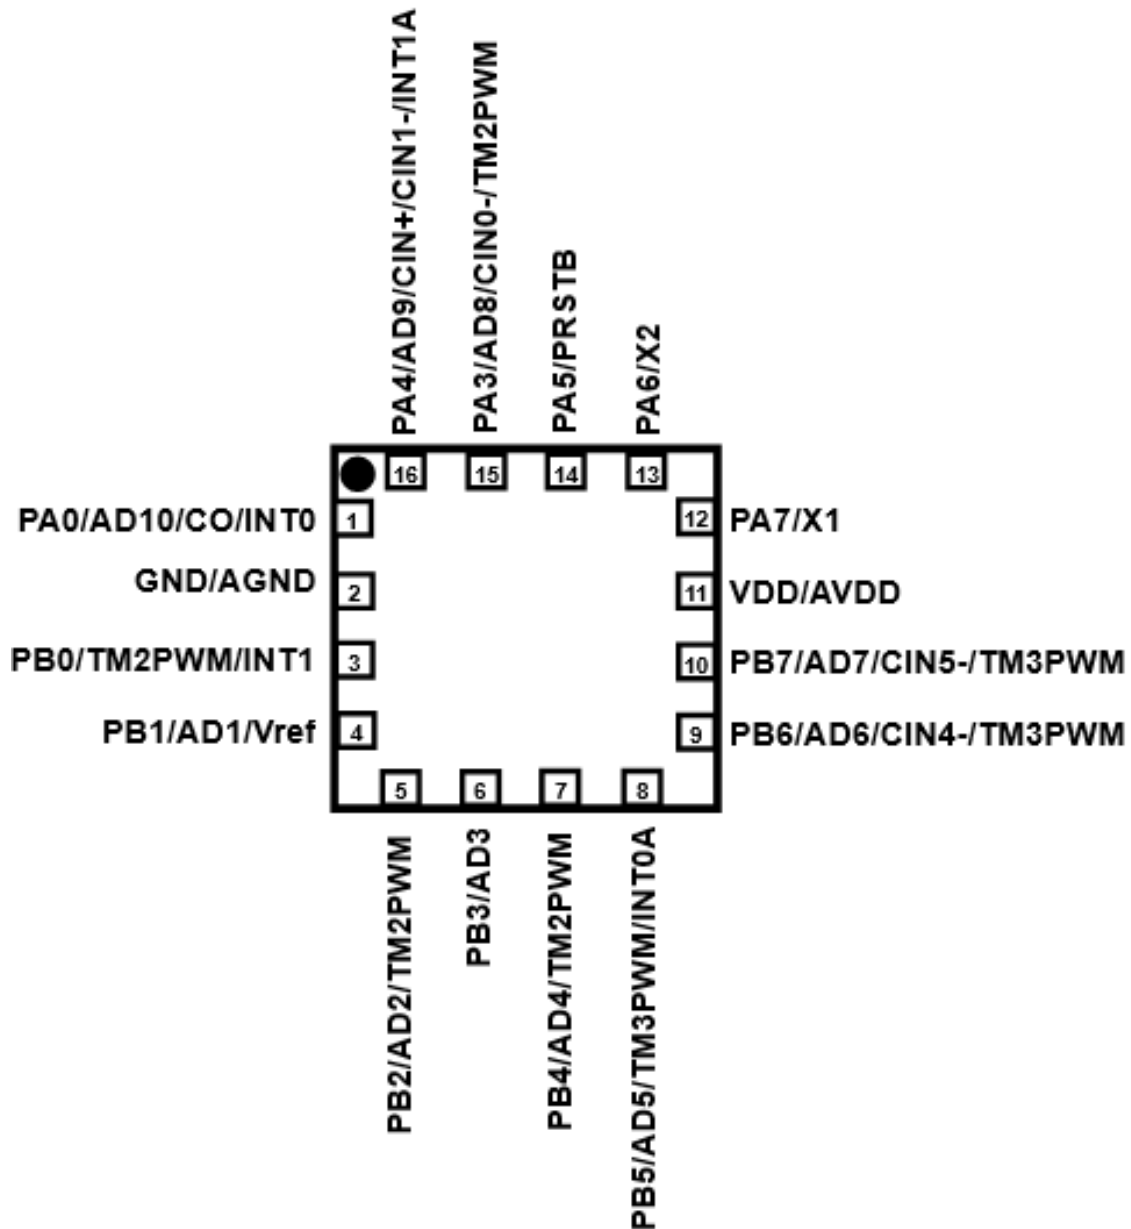 PA4/AD9/CIN+/CIN1-/INT1A
PA3/AD8/CIN0-/TM2PWM
PA5/PRSTB
PA6/X2
16
15
14
13
PA0/AD10/CO/INT0
1
12
PA7/X1
GND/AGND
2
11
VDD/AVDD
PB0/TM2PWM/INT1
3
10
PB7/AD7/CIN5-/TM3PWM
PB1/AD1/Vref
4
9
PB6/AD6/CIN4-/TM3PWM
5
6
7
8
PB2/AD2/TM2PWM
PB3/AD3
PB4/AD4/TM2PWM
PB5/AD5/TM3PWM/INT0A